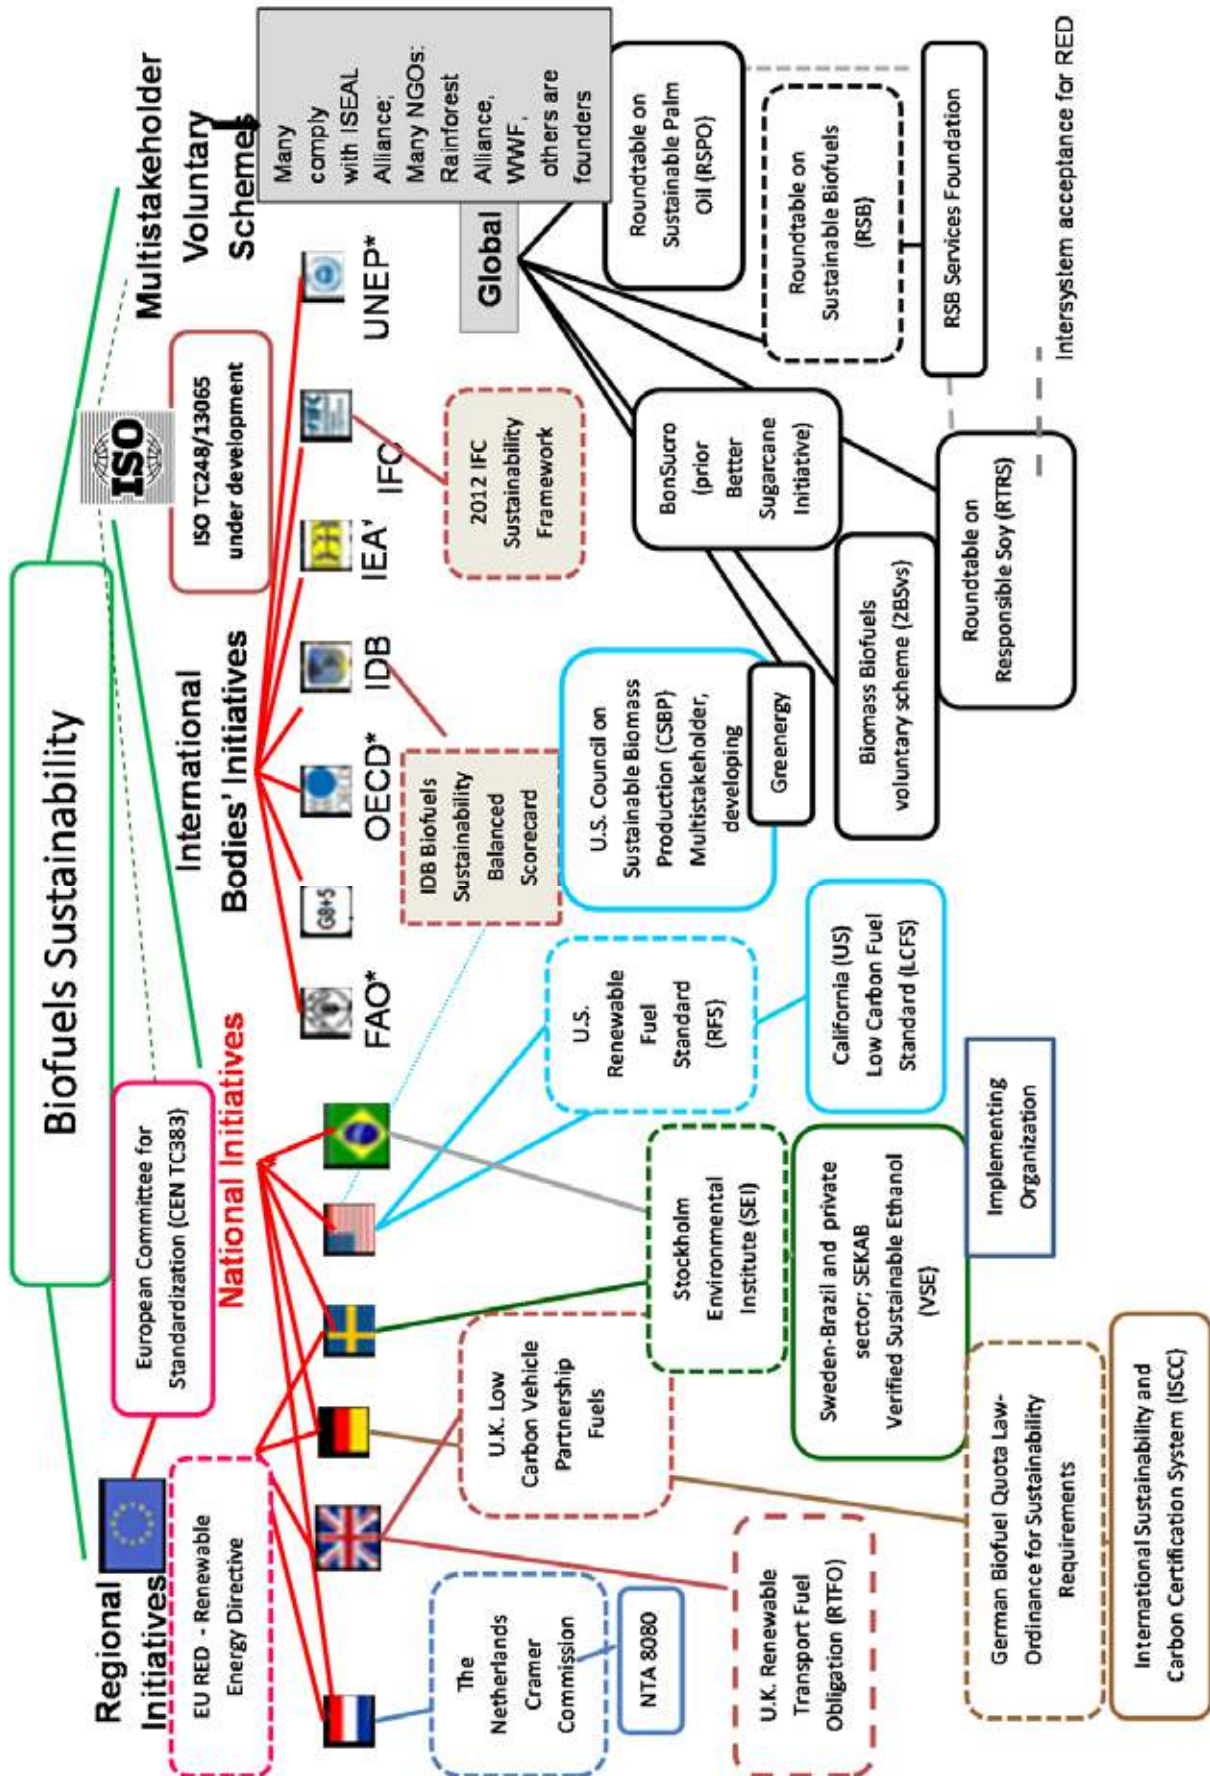 Biofuels Sustainability
Regional
Initiatives
EU RED - Renewable
Energy Directive
European Committee for
Standardization (CEN TC383)
National Initiatives
International
Bodies' Initiatives
ISO
ISO TC248/13065
under development
Multistakeholder
Voluntary
Schemes
Many
comply
with ISEAL
Alliance;
Many NGOs:
Rainforest
Alliance,
WWF,
others are
founders
G8+5
FAO*
OECD*
IDB
IEA'
IFC
UNEP*
Global
The
Netherlands
Cramer
Commission
NTA 8080
U.K. Low
Carbon Vehicle
Partnership
Fuels
U.K. Renewable
Transport Fuel
Obligation (RTFO)
German Biofuel Quota Law-
Ordinance for Sustainability
Requirements
International Sustainability and
Carbon Certification System (ISCC)
Stockholm
Environmental
Institute (SEI)
Sweden-Brazil and private
sector; SEKAB
Verified Sustainable Ethanol
(VSE)
Implementing
Organization
U.S.
Renewable
Fuel
Standard
(RFS)
California (US)
Low Carbon Fuel
Standard (LCFS)
IDB Biofuels
Sustainability
Balanced
Scorecard
U.S. Council on
Sustainable Biomass
Production (CSBP)
Multistakeholder,
developing
Greenergy
2012 IFC
Sustainability
Framework
BonSucro
(prior
Better
Sugarcane
Initiative)
Biomass Biofuels
voluntary scheme (2BSvs)
Roundtable on
Responsible Soy (RTRS)
Roundtable on
Sustainable Palm
Oil (RSPO)
Roundtable on
Sustainable Biofuels
(RSB)
RSB Services Foundation
Intersystem acceptance for RED